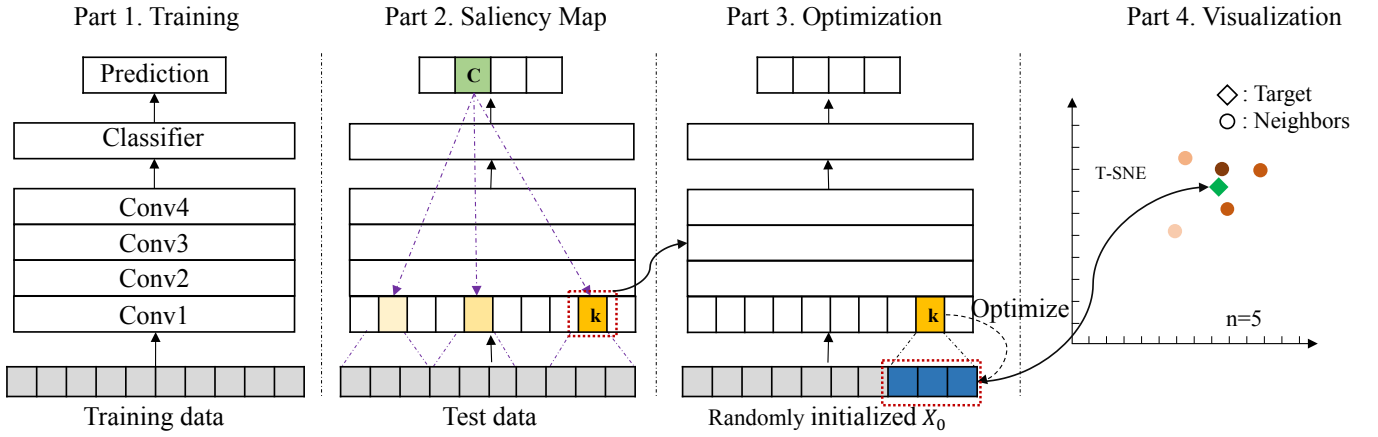 Part 1. Training
Part 2. Saliency Map
Part 3. Optimization
Part 4. Visualization
Prediction
Classifier
Conv4
Conv3
Conv2
Conv1
Training data
C
k
Test data
k
Optimize
Randomly initialized X₀
: Target
: Neighbors
T-SNE
n=5